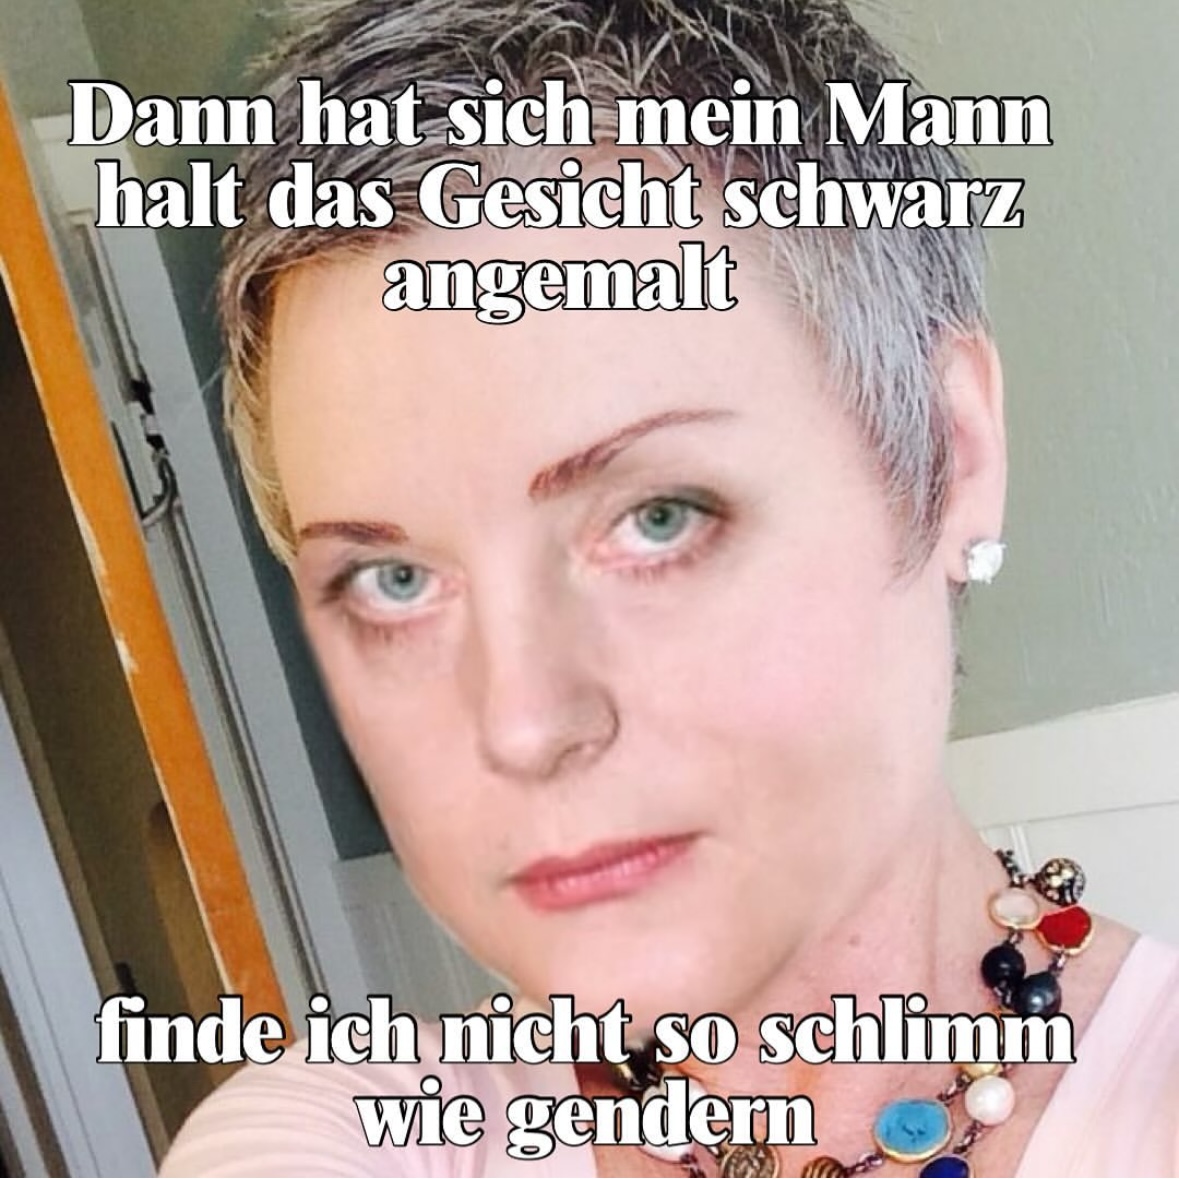 Dann hat sich mein Mann
halt das Gesicht schwarz
angemalt
finde ich nicht so schlimm
wie gendern